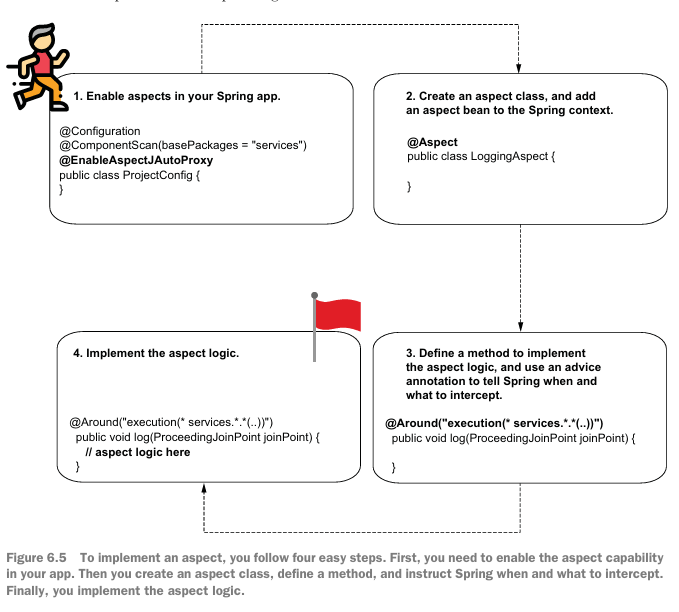 1. Enable aspects in your Spring app.
@Configuration
@ComponentScan(basePackages = "services")
@EnableAspectJAutoProxy
public class ProjectConfig {
}
2. Create an aspect class, and add
an aspect bean to the Spring context.
@Aspect
public class LoggingAspect {
}
3. Define a method to implement
the aspect logic, and use an advice
annotation to tell Spring when and
what to intercept.
@Around("execution(* services.*.*(..))")
public void log(ProceedingJoinPoint joinPoint) {
}
4. Implement the aspect logic.
@Around("execution(* services.*.*(..))")
public void log(ProceedingJoinPoint joinPoint) {
// aspect logic here
}
Figure 6.5 To implement an aspect, you follow four easy steps. First, you need to enable the aspect capability
in your app. Then you create an aspect class, define a method, and instruct Spring when and what to intercept.
Finally, you implement the aspect logic.